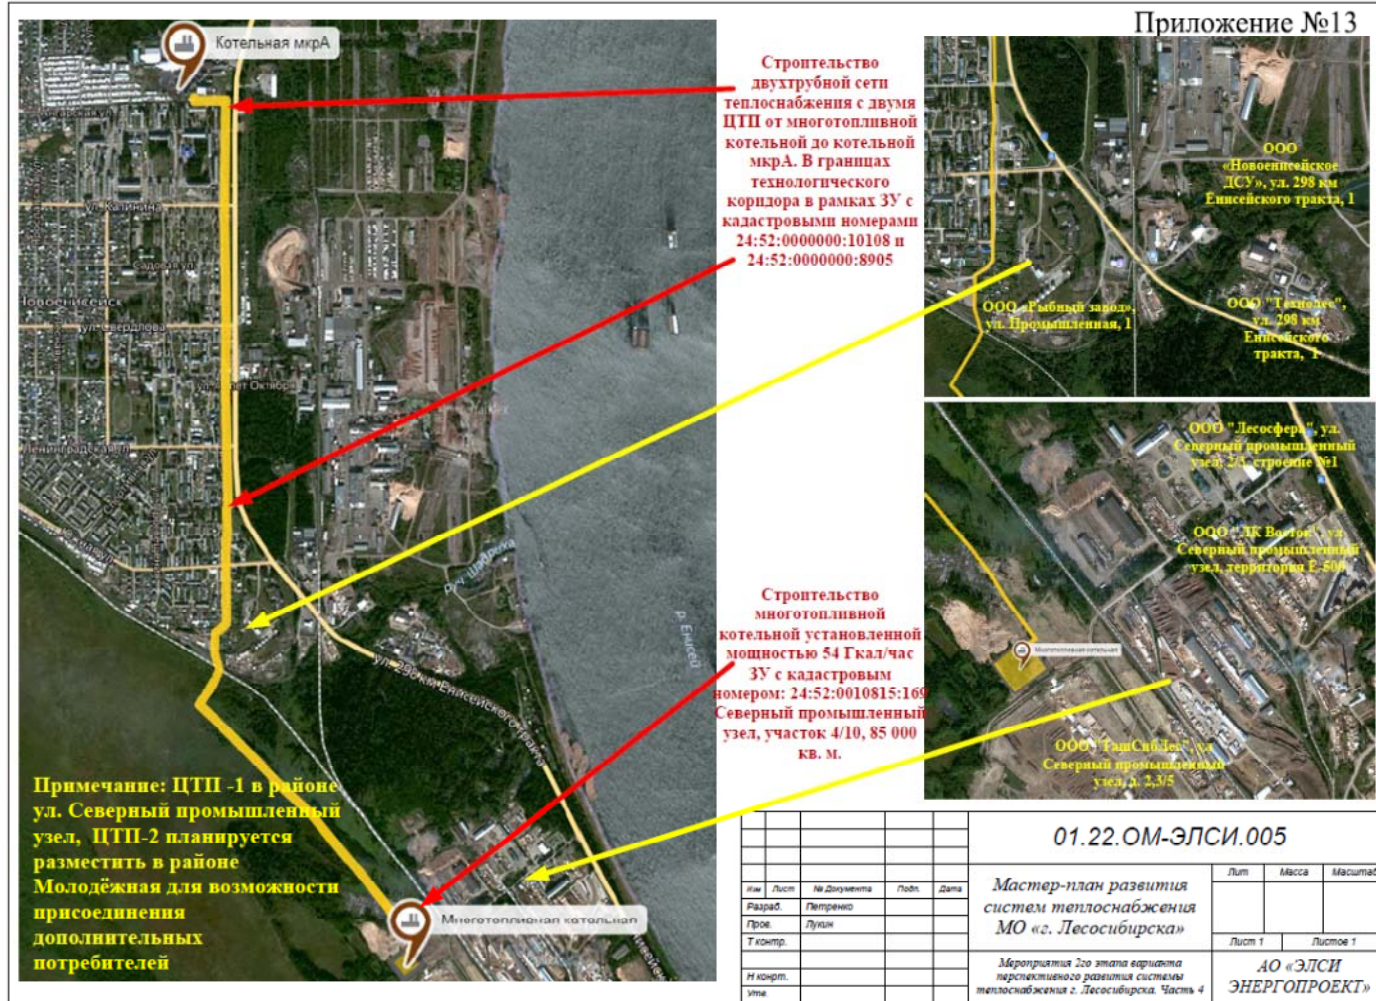 Приложение №13
Котельная мкрА
Ул. Калинина
Садовая ул.
Новоенисейск
ул. Свердлова
Ленинградская ул.
р. Енисей
ул. 298 км Енисейского тракта
Многотопливная котельная
Примечание: ЦТП -1 в районе
ул. Северный промышленный
узел, ЦТП-2 планируется
разместить в районе
Молодёжная для возможности
присоединения
дополнительных
потребителей
Строительство
двухтрубной сети
теплоснабжения с двумя
ЦТП от многотопливной
котельной до котельной
мкрА. В границах
технологического
коридора в рамках ЗУ с
кадастровыми номерами
24:52:0000000:10108 и
24:52:0000000:8905
Строительство
многотопливной
котельной установленной
мощностью 54 Гкал/час
ЗУ с кадастровым
номером: 24:52:0010815:169
Северный промышленный
узел, участок 4/10, 85 000
кв. м.
ООО
«Новоенисейское
ДСУ», ул. 298 км
Енисейского тракта, 1
ООО «Рыбный завод»,
ул. Промышленная, 1
ООО "Технолес",
ул. 298 км
Енисейского
тракта, 1
ООО "Лесосфера", ул.
Северный промышленный
узел, 2/3, строение №1
ООО "ЛК Восток", ул
Северный промышленный
узел, территория Е-500
Многотопливная котельная
ООО "ТашСибЛес", ул
Северный промышленный
узел, д. 2,3/5
01.22.ОМ-ЭЛСИ.005
Изм Лист № Документа Подп. Дата
Разраб. Петренко
Пров. Лукин
Т контр.
Н контр.
Утв.
Мастер-план развития
систем теплоснабжения
МО «г. Лесосибирска»
Лит Масса Масштаб
Лист 1 Листов 1
Мероприятия 2го этапа варианта
перспективного развития системы
теплоснабжения г. Лесосибирска. Часть 4
АО «ЭЛСИ
ЭНЕРГОПРОЕКТ»